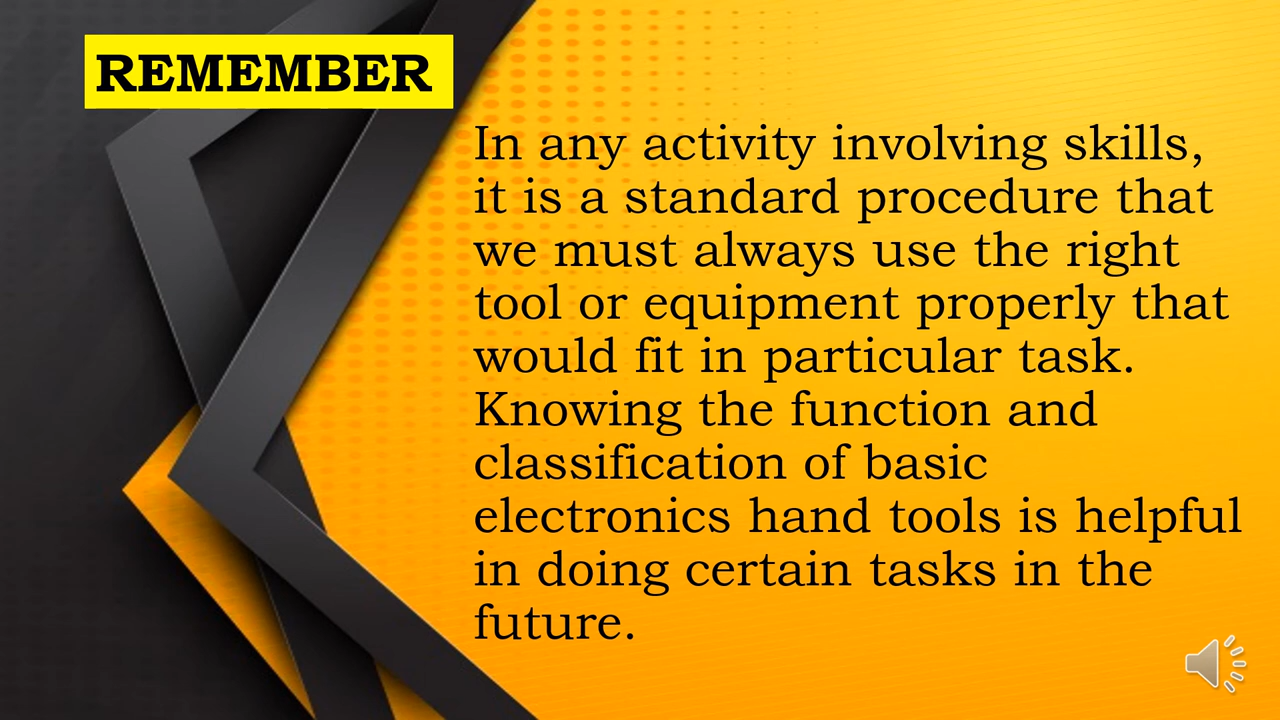 REMEMBER
In any activity involving skills,
it is a standard procedure that
we must always use the right
tool or equipment properly that
would fit in particular task.
Knowing the function and
classification of basic
electronics hand tools is helpful
in doing certain tasks in the
future.